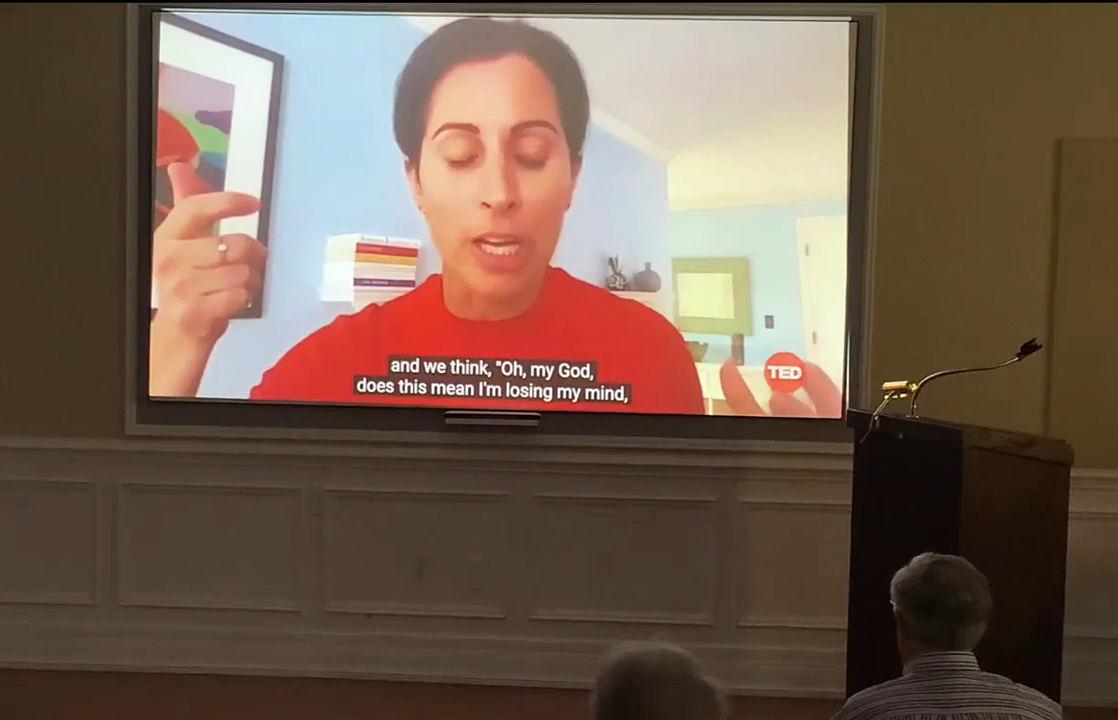 and we think, "Oh, my God,
does this mean I'm losing my mind,
TED